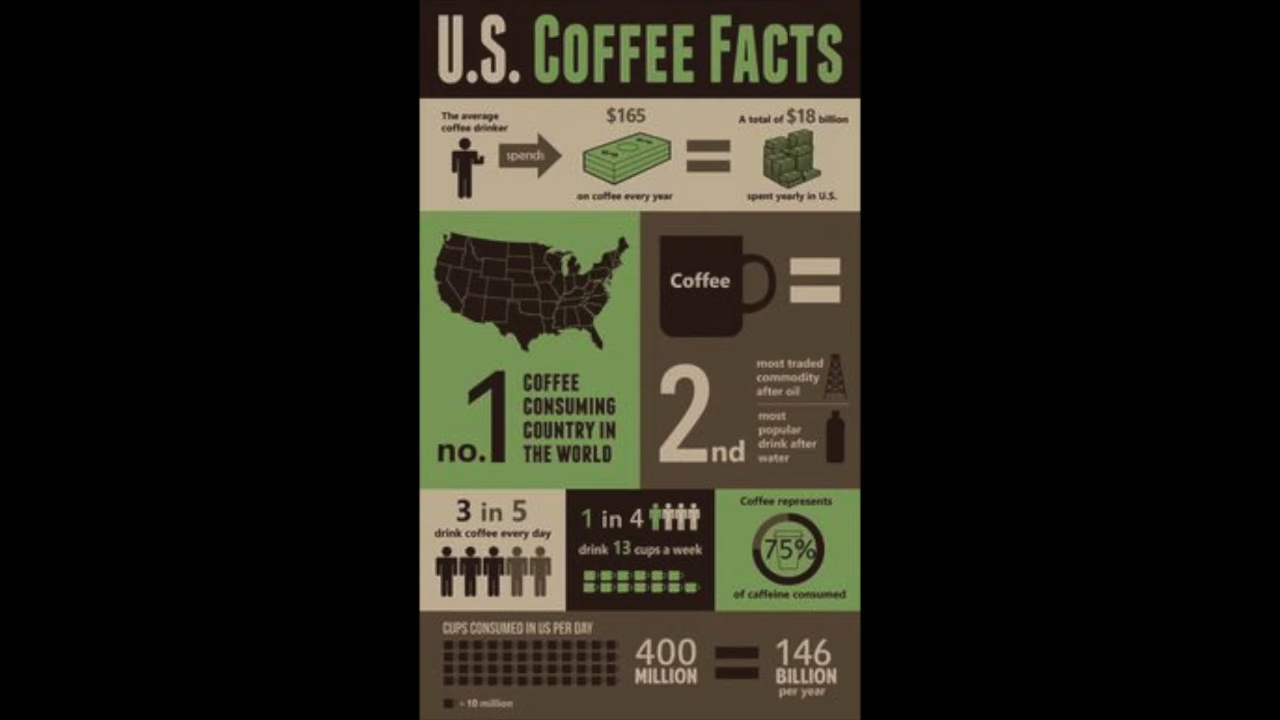 U.S. COFFEE FACTS
The average
coffee drinker
spends
$165
on coffee every year
A total of $18 billion
spent yearly in U.S.
no.1
COFFEE
CONSUMING
COUNTRY IN
THE WORLD
Coffee
2nd
most traded
commodity
after oil
most
popular
drink after
water
3 in 5
drink coffee every day
1 in 4
drink 13 cups a week
Coffee represents
75%
of caffeine consumed
CUPS CONSUMED IN US PER DAY
= 10 million
400
MILLION
146
BILLION
per year